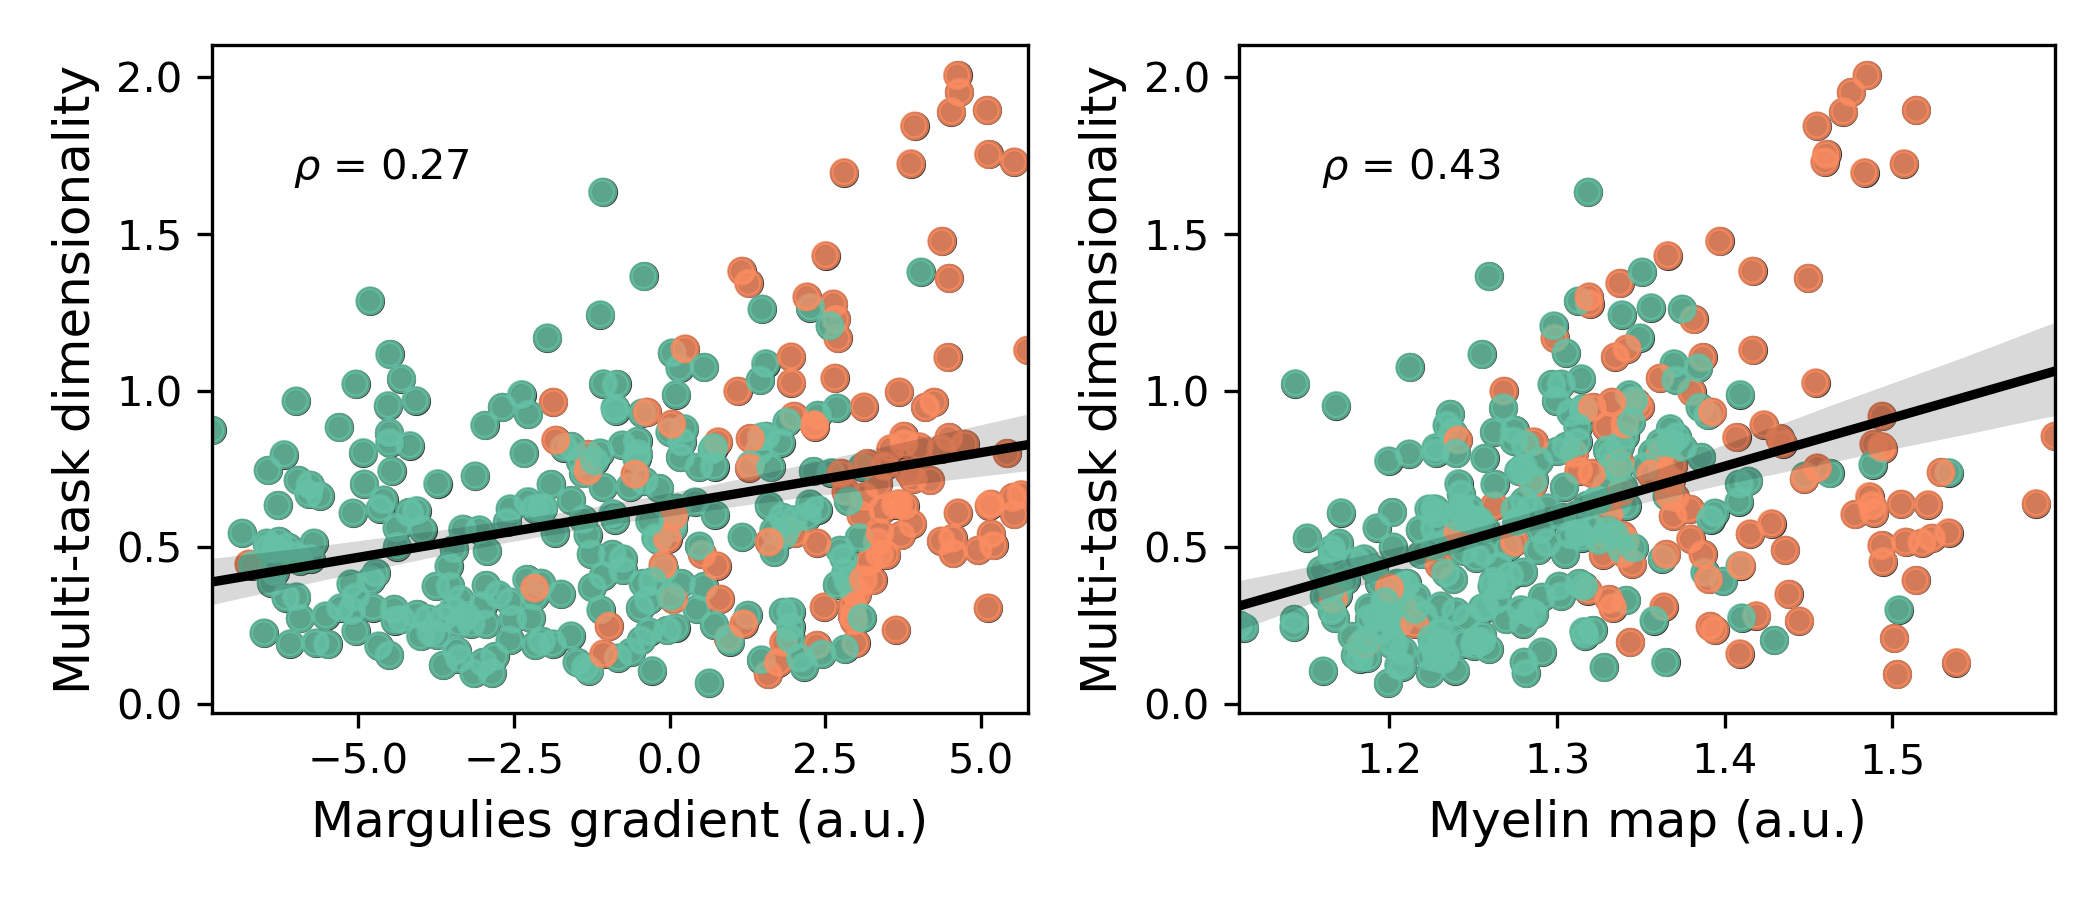 Multi-task dimensionality
2.0
1.5
1.0
0.5
0.0
ρ = 0.27
−5.0 −2.5 0.0 2.5 5.0
Margulies gradient (a.u.)
Multi-task dimensionality
2.0
1.5
1.0
0.5
0.0
ρ = 0.43
1.2 1.3 1.4 1.5
Myelin map (a.u.)